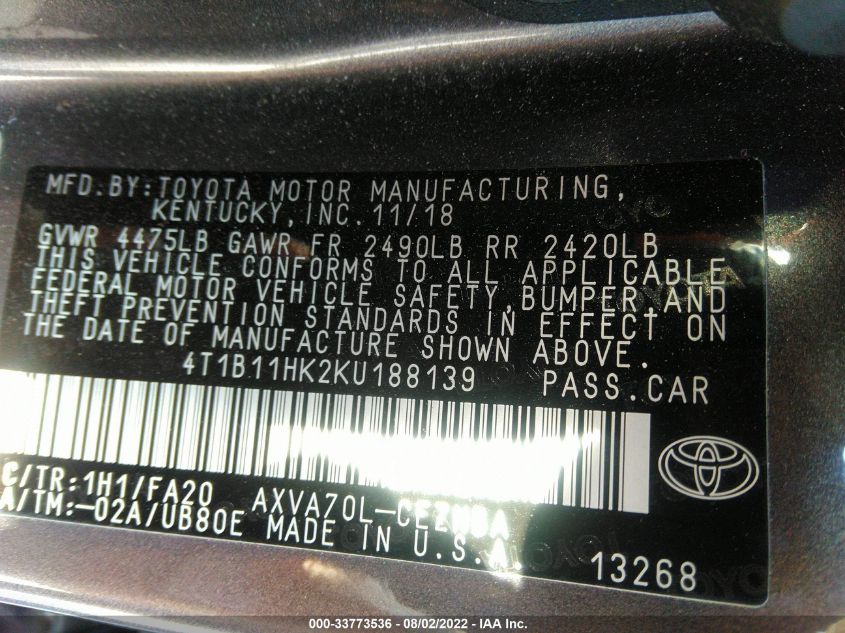 MFD.BY:TOYOTA MOTOR MANUFACTURING,
KENTUCKY,INC.11/18
GVWR 4475LB GAWR FR 2490LB RR 2420LB
THIS VEHICLE CONFORMS TO ALL APPLICABLE
FEDERAL MOTOR VEHICLE SAFETY,BUMPER,AND
THEFT PREVENTION STANDARDS IN EFFECT ON
THE DATE OF MANUFACTURE SHOWN ABOVE.
4T1B11HK2KU188139 PASS.CAR
C/TR:1H1/FA20 AXVA70L-
A/TM:-02A/UB80E MADE IN U.S.A.
13268
000-33773536 - 08/02/2022 - IAA Inc.